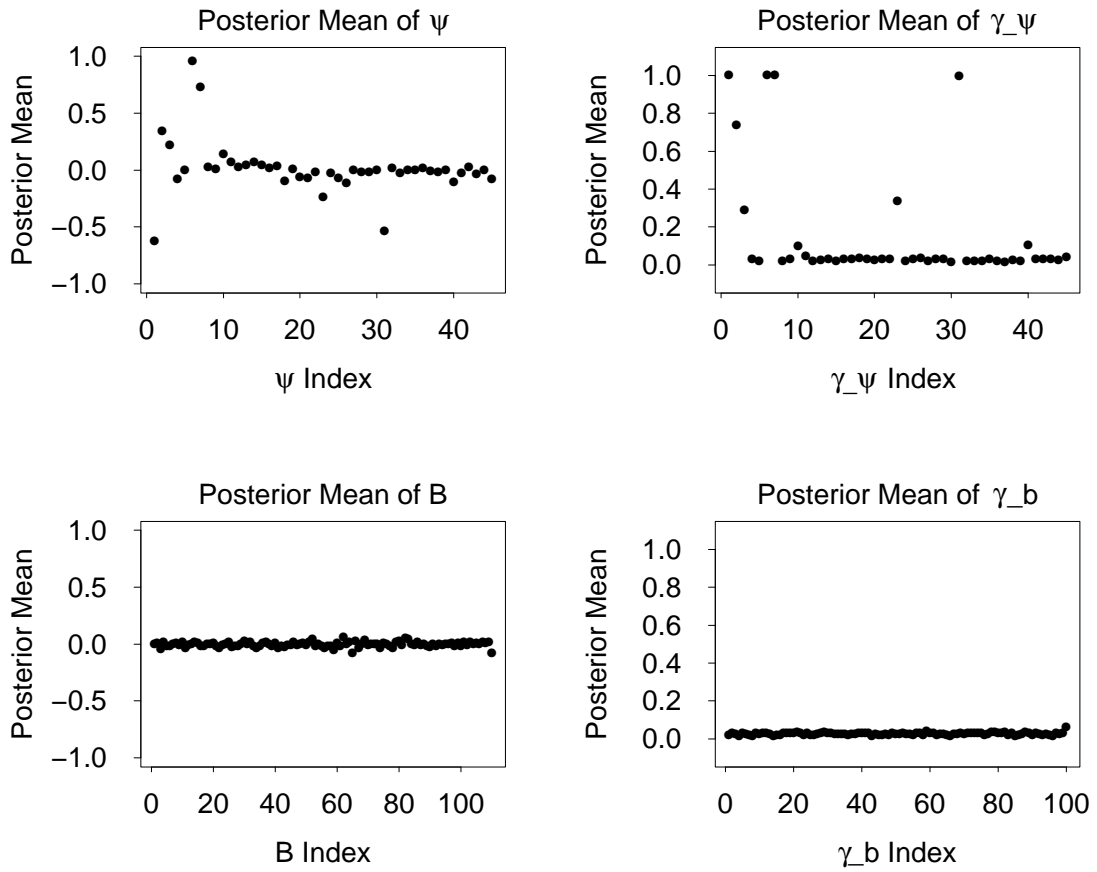 Posterior Mean of ψ
Posterior Mean
1.0
0.5
0.0
−0.5
−1.0
0 10 20 30 40
ψ Index
Posterior Mean of γ_ψ
Posterior Mean
1.0
0.8
0.6
0.4
0.2
0.0
0 10 20 30 40
γ_ψ Index
Posterior Mean of B
Posterior Mean
1.0
0.5
0.0
−0.5
−1.0
0 20 40 60 80 100
B Index
Posterior Mean of γ_b
Posterior Mean
1.0
0.8
0.6
0.4
0.2
0.0
0 20 40 60 80 100
γ_b Index